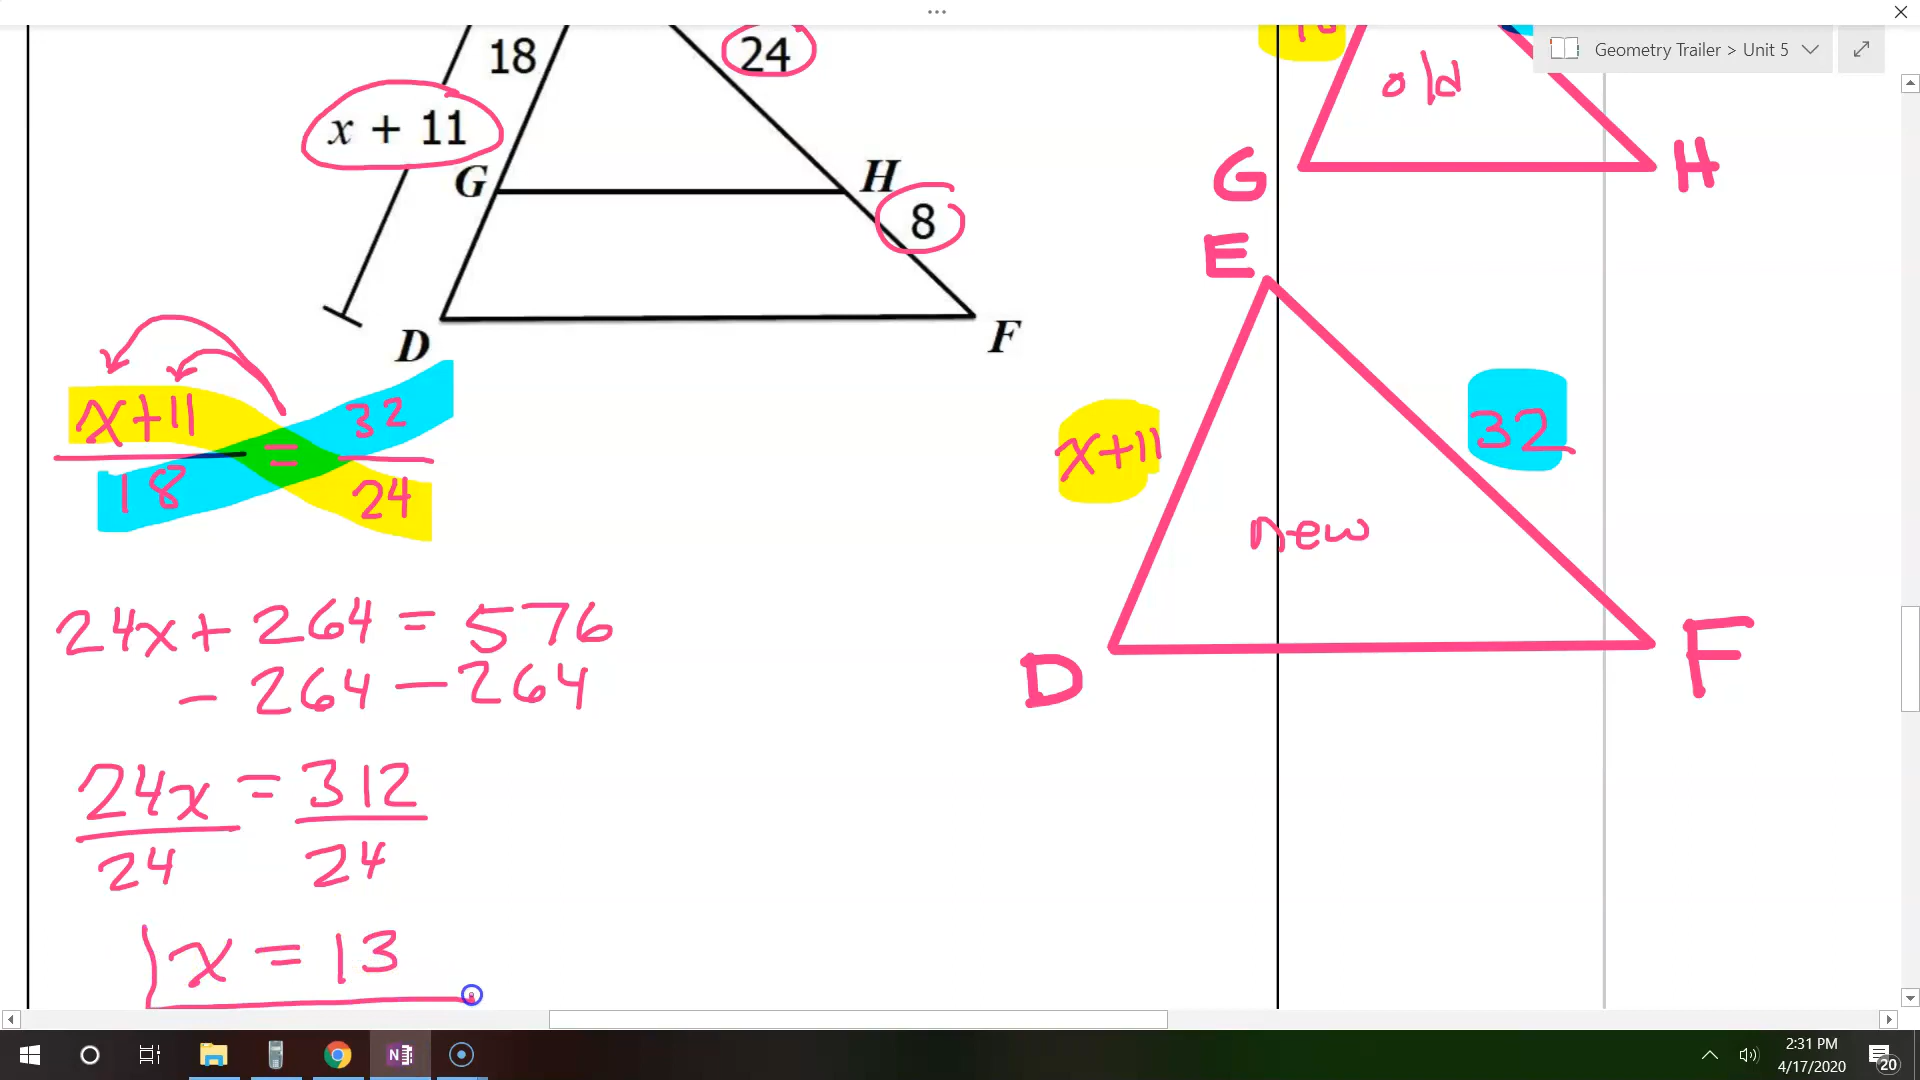 Geometry Trailer > Unit 5
18
24
x + 11
G
H
8
D
F
old
G
H
E
x+11
32
new
D
F
x+11 = 32
18 24
24x + 264 = 576
- 264 - 264
24x = 312
24 24
x = 13
2:31 PM
4/17/2020
20